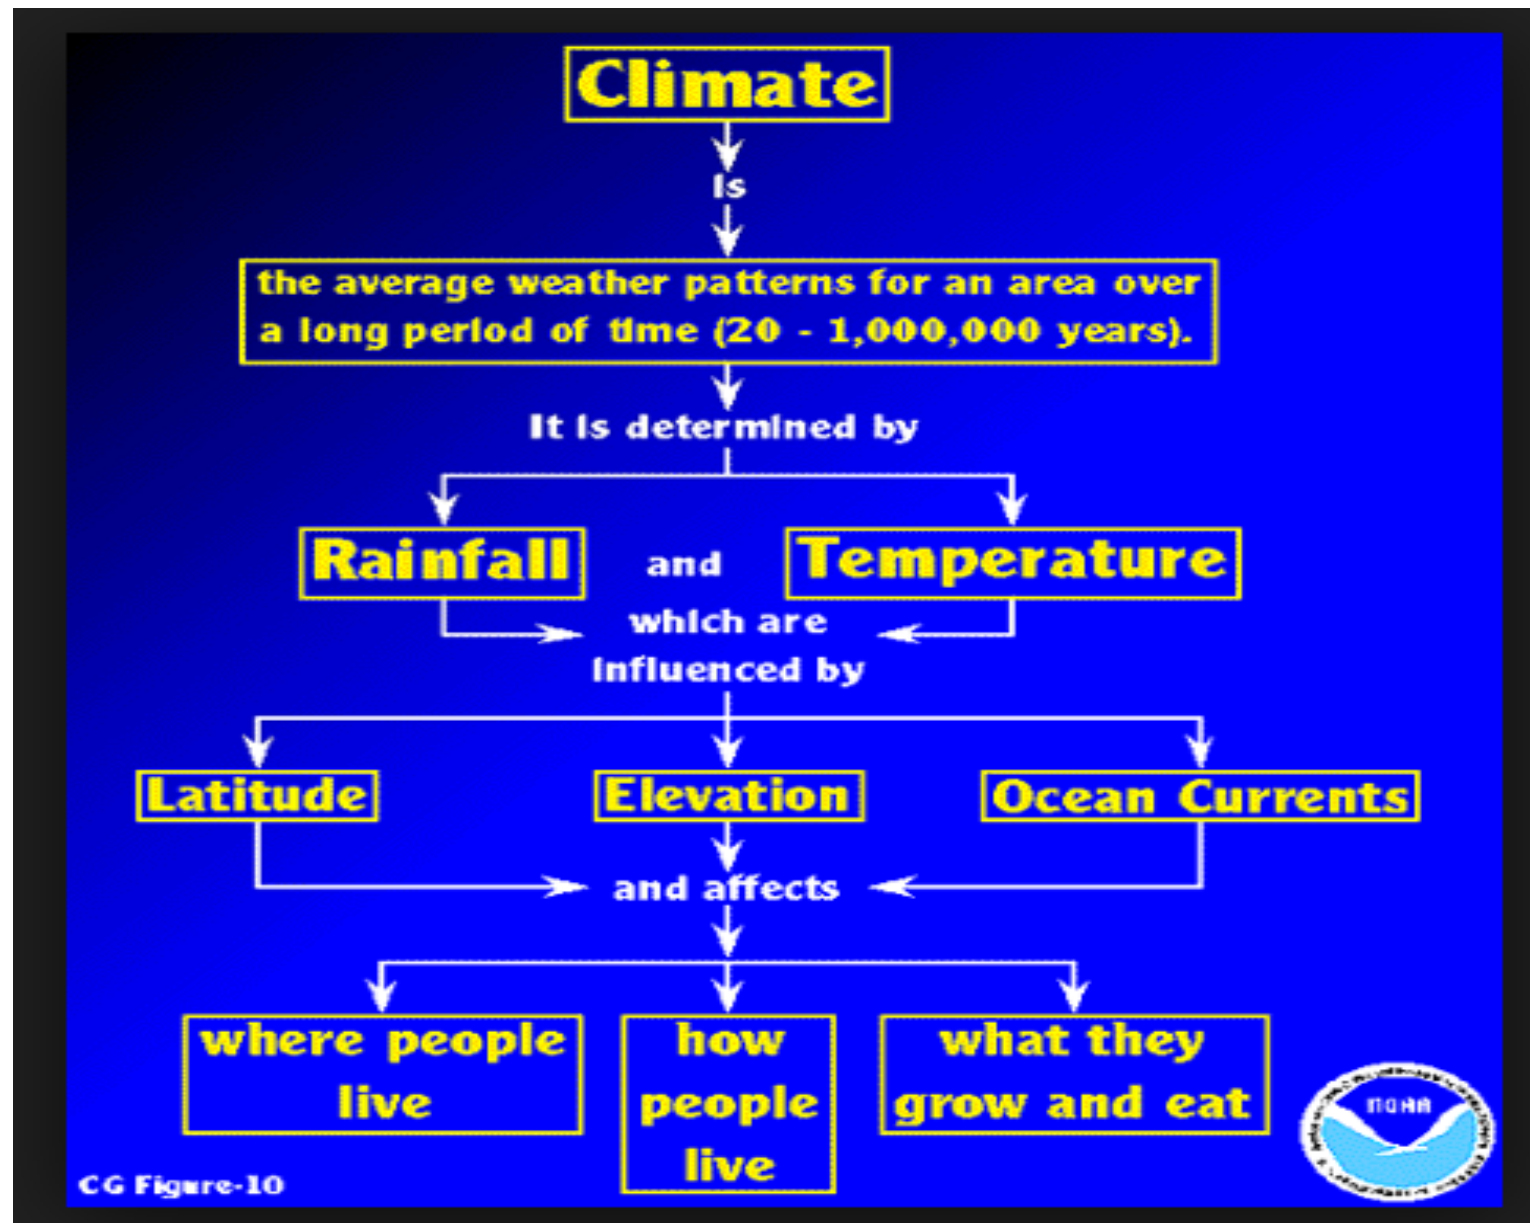 Climate
Is
the average weather patterns for an area over
a long period of time (20 - 1,000,000 years).
It is determined by
Rainfall and Temperature
which are
influenced by
Latitude Elevation Ocean Currents
and affects
where people
live
how
people
live
what they
grow and eat
CG Figure-10
NOAA